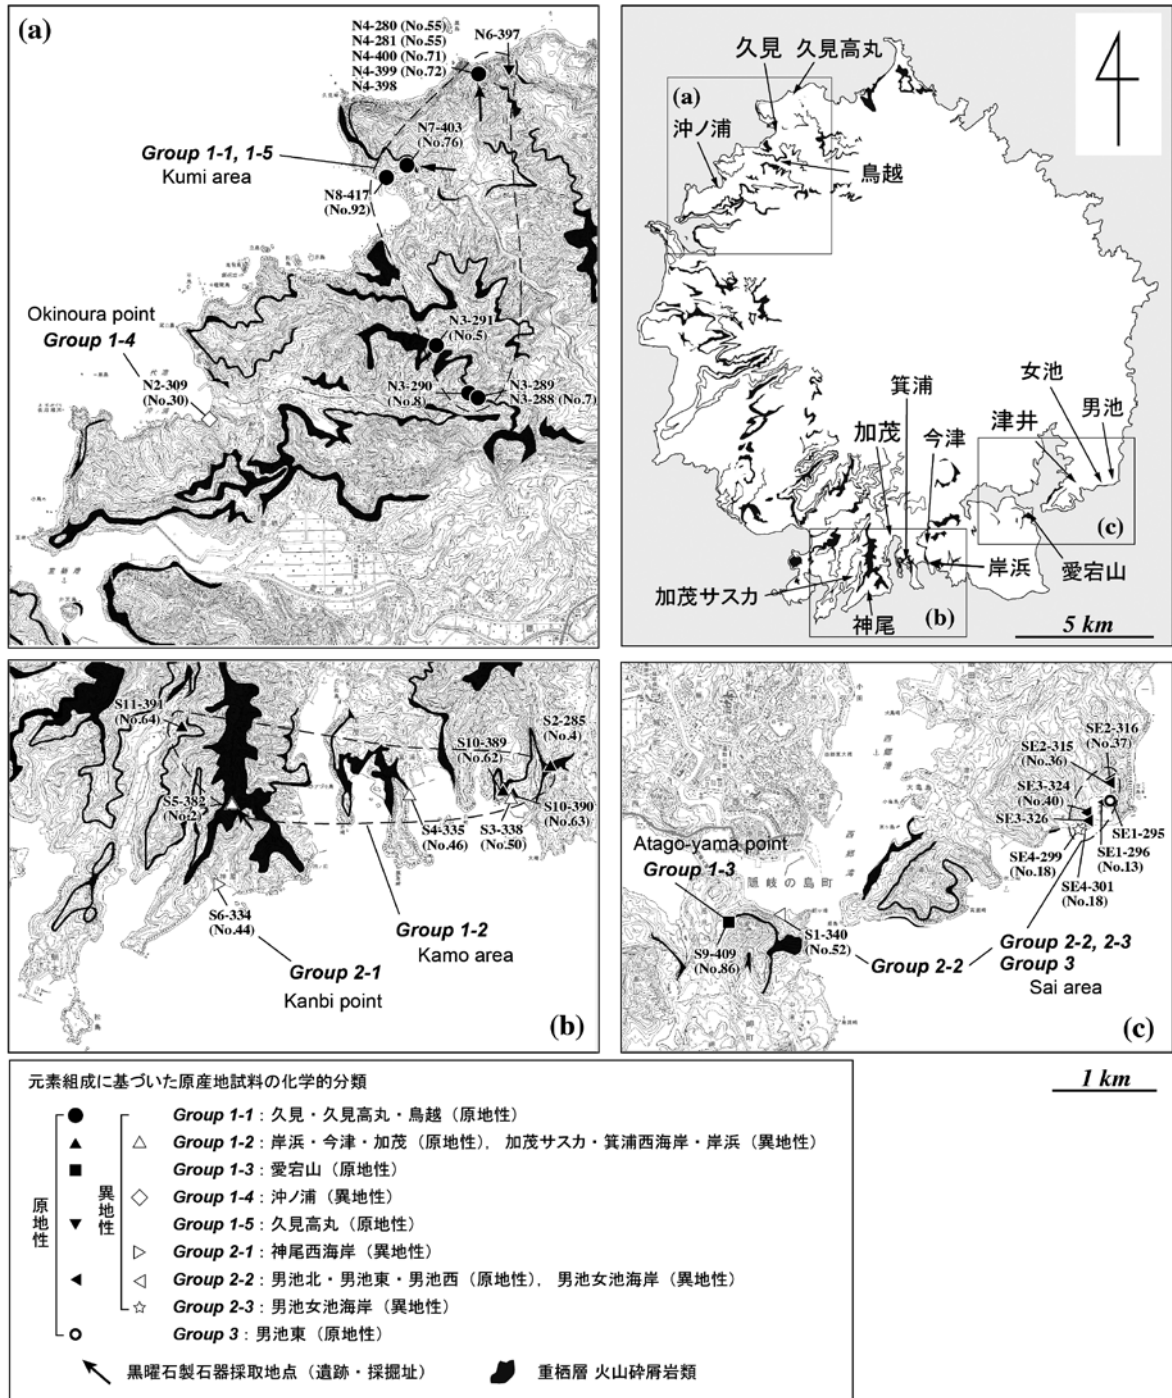 (a)
N4-280 (No.55)
N4-281 (No.55)
N4-400 (No.71)
N4-399 (No.72)
N4-398
N6-397
N7-403
(No.76)
Group 1-1, 1-5
Kumi area
N8-417
(No.92)
Okinoura point
Group 1-4
N2-309
(No.30)
N3-291
(No.5)
N3-290
(No.8)
N3-289
N3-288 (No.7)
久見
久見高丸
(a)
沖ノ浦
鳥越
女池
男池
津井
箕浦
加茂
今津
(c)
愛宕山
岸浜
加茂サスカ
神尾
(b)
5 km
S11-391
(No.64)
S2-285
(No.4)
S10-389
(No.62)
S5-382
(No.2)
S4-335
(No.46)
S3-338
(No.50)
S10-390
(No.63)
S6-334
(No.44)
Group 1-2
Kamo area
Group 2-1
Kanbi point
(b)
SE2-316
(No.37)
SE2-315
(No.36)
SE3-324
(No.40)
SE3-326
SE1-295
SE1-296
(No.13)
SE4-299
(No.18)
SE4-301
(No.18)
Atago-yama point
Group 1-3
隠岐の島町
S1-340
(No.52)
S9-409
(No.86)
Group 2-2
Group 2-2, 2-3
Group 3
Sai area
(c)
1 km
元素組成に基づいた原産地試料の化学的分類
原地性
異地性
Group 1-1 : 久見・久見高丸・鳥越（原地性）
Group 1-2 : 岸浜・今津・加茂（原地性）， 加茂サスカ・箕浦西海岸・岸浜（異地性）
Group 1-3 : 愛宕山（原地性）
Group 1-4 : 沖ノ浦（異地性）
Group 1-5 : 久見高丸（原地性）
Group 2-1 : 神尾西海岸（異地性）
Group 2-2 : 男池北・男池東・男池西（原地性）， 男池女池海岸（異地性）
Group 2-3 : 男池女池海岸（異地性）
Group 3 : 男池東（原地性）
黒曜石製石器採取地点（遺跡・採掘址）
重栖層 火山砕屑岩類